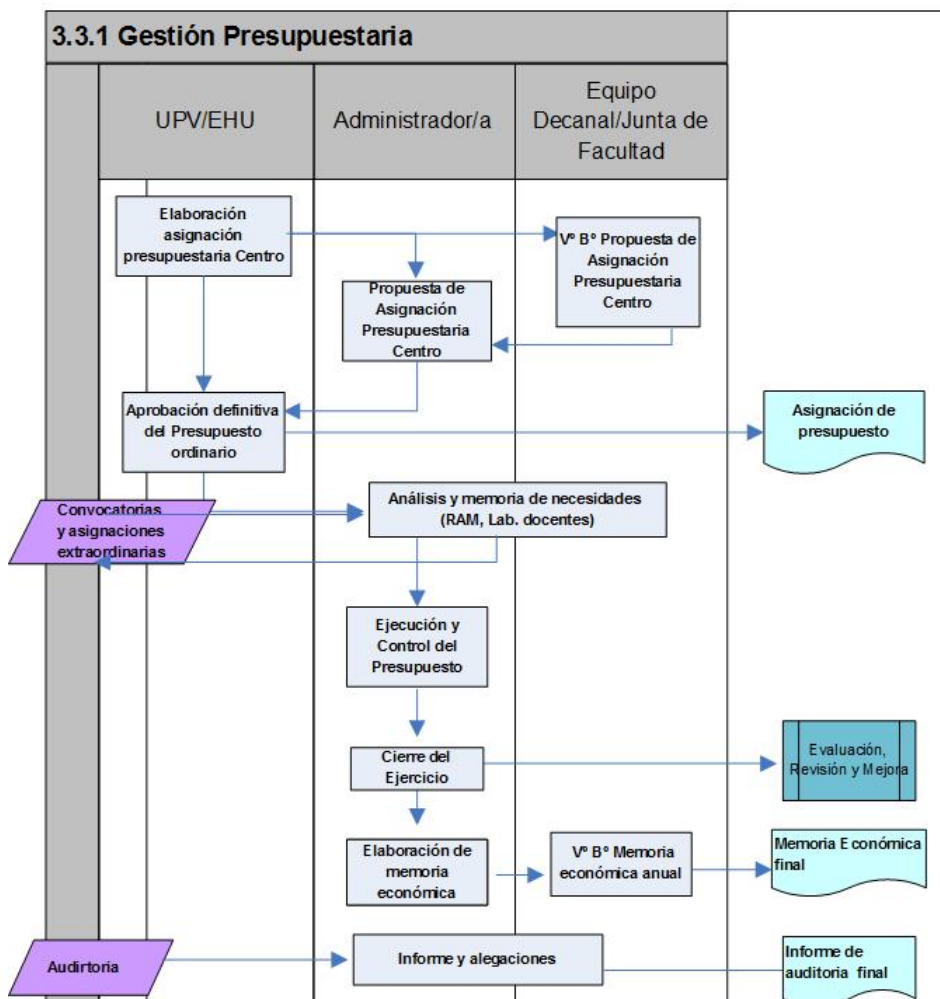 3.3.1 Gestión Presupuestaria
UPV/EHU
Administrador/a
Equipo
Decanal/Junta de
Facultad
Elaboración
asignación
presupuestaria Centro
Vº Bº Propuesta de
Asignación
Presupuestaria
Centro
Propuesta de
Asignación
Presupuestaria
Centro
Aprobación definitiva
del Presupuesto
ordinario
Asignación de
presupuesto
Convocatorias
y asignaciones
extraordinarias
Análisis y memoria de necesidades
(RAM, Lab. docentes)
Ejecución y
Control del
Presupuesto
Cierre del
Ejercicio
Evaluación,
Revisión y Mejora
Elaboración de
memoria
económica
Vº Bº Memoria
económica anual
Memoria Económica
final
Audirtoria
Informe y alegaciones
Informe de
auditoria final